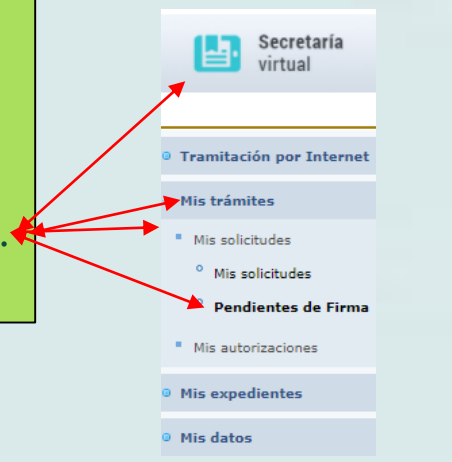 Secretaría
virtual
Tramitación por Internet
Mis trámites
Mis solicitudes
Mis solicitudes
Pendientes de Firma
Mis autorizaciones
Mis expedientes
Mis datos
.